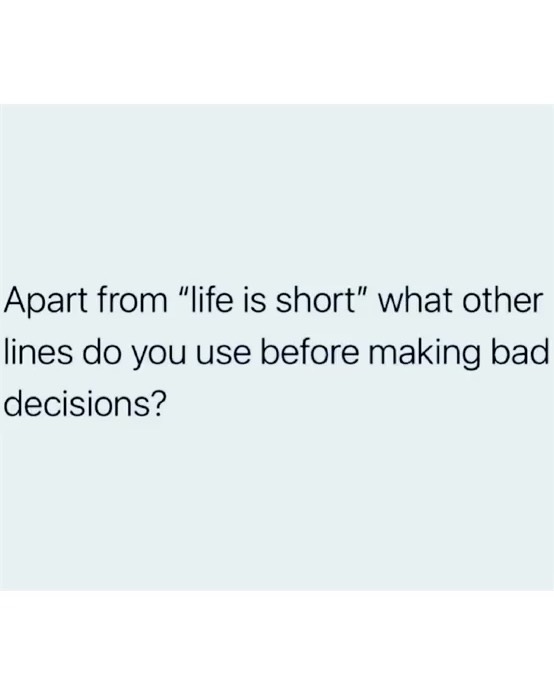 Apart from "life is short" what other
lines do you use before making bad
decisions?